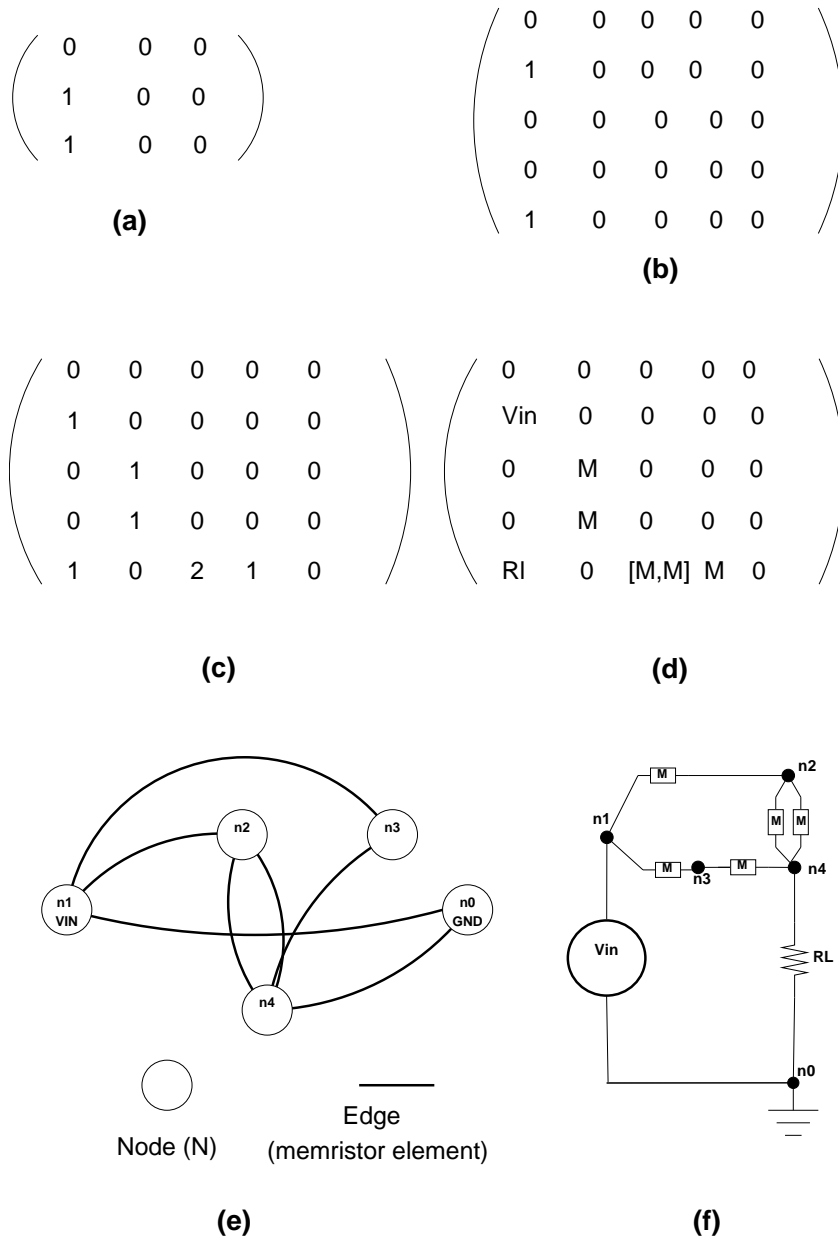 0 0 0
1 0 0
1 0 0
(a)
0 0 0 0 0
1 0 0 0 0
0 0 0 0 0
0 0 0 0 0
1 0 0 0 0
(b)
0 0 0 0 0
1 0 0 0 0
0 1 0 0 0
0 1 0 0 0
1 0 2 1 0
(c)
0 0 0 0 0
Vin 0 0 0 0
0 M 0 0 0
0 M 0 0 0
Rl 0 [M,M] M 0
(d)
n2
n3
n1
VIN
n0
GND
n4
Node (N)
Edge
(memristor element)
(e)
n2
M
n1
M M
M
n3
M
n4
Vin
RL
n0
(f)